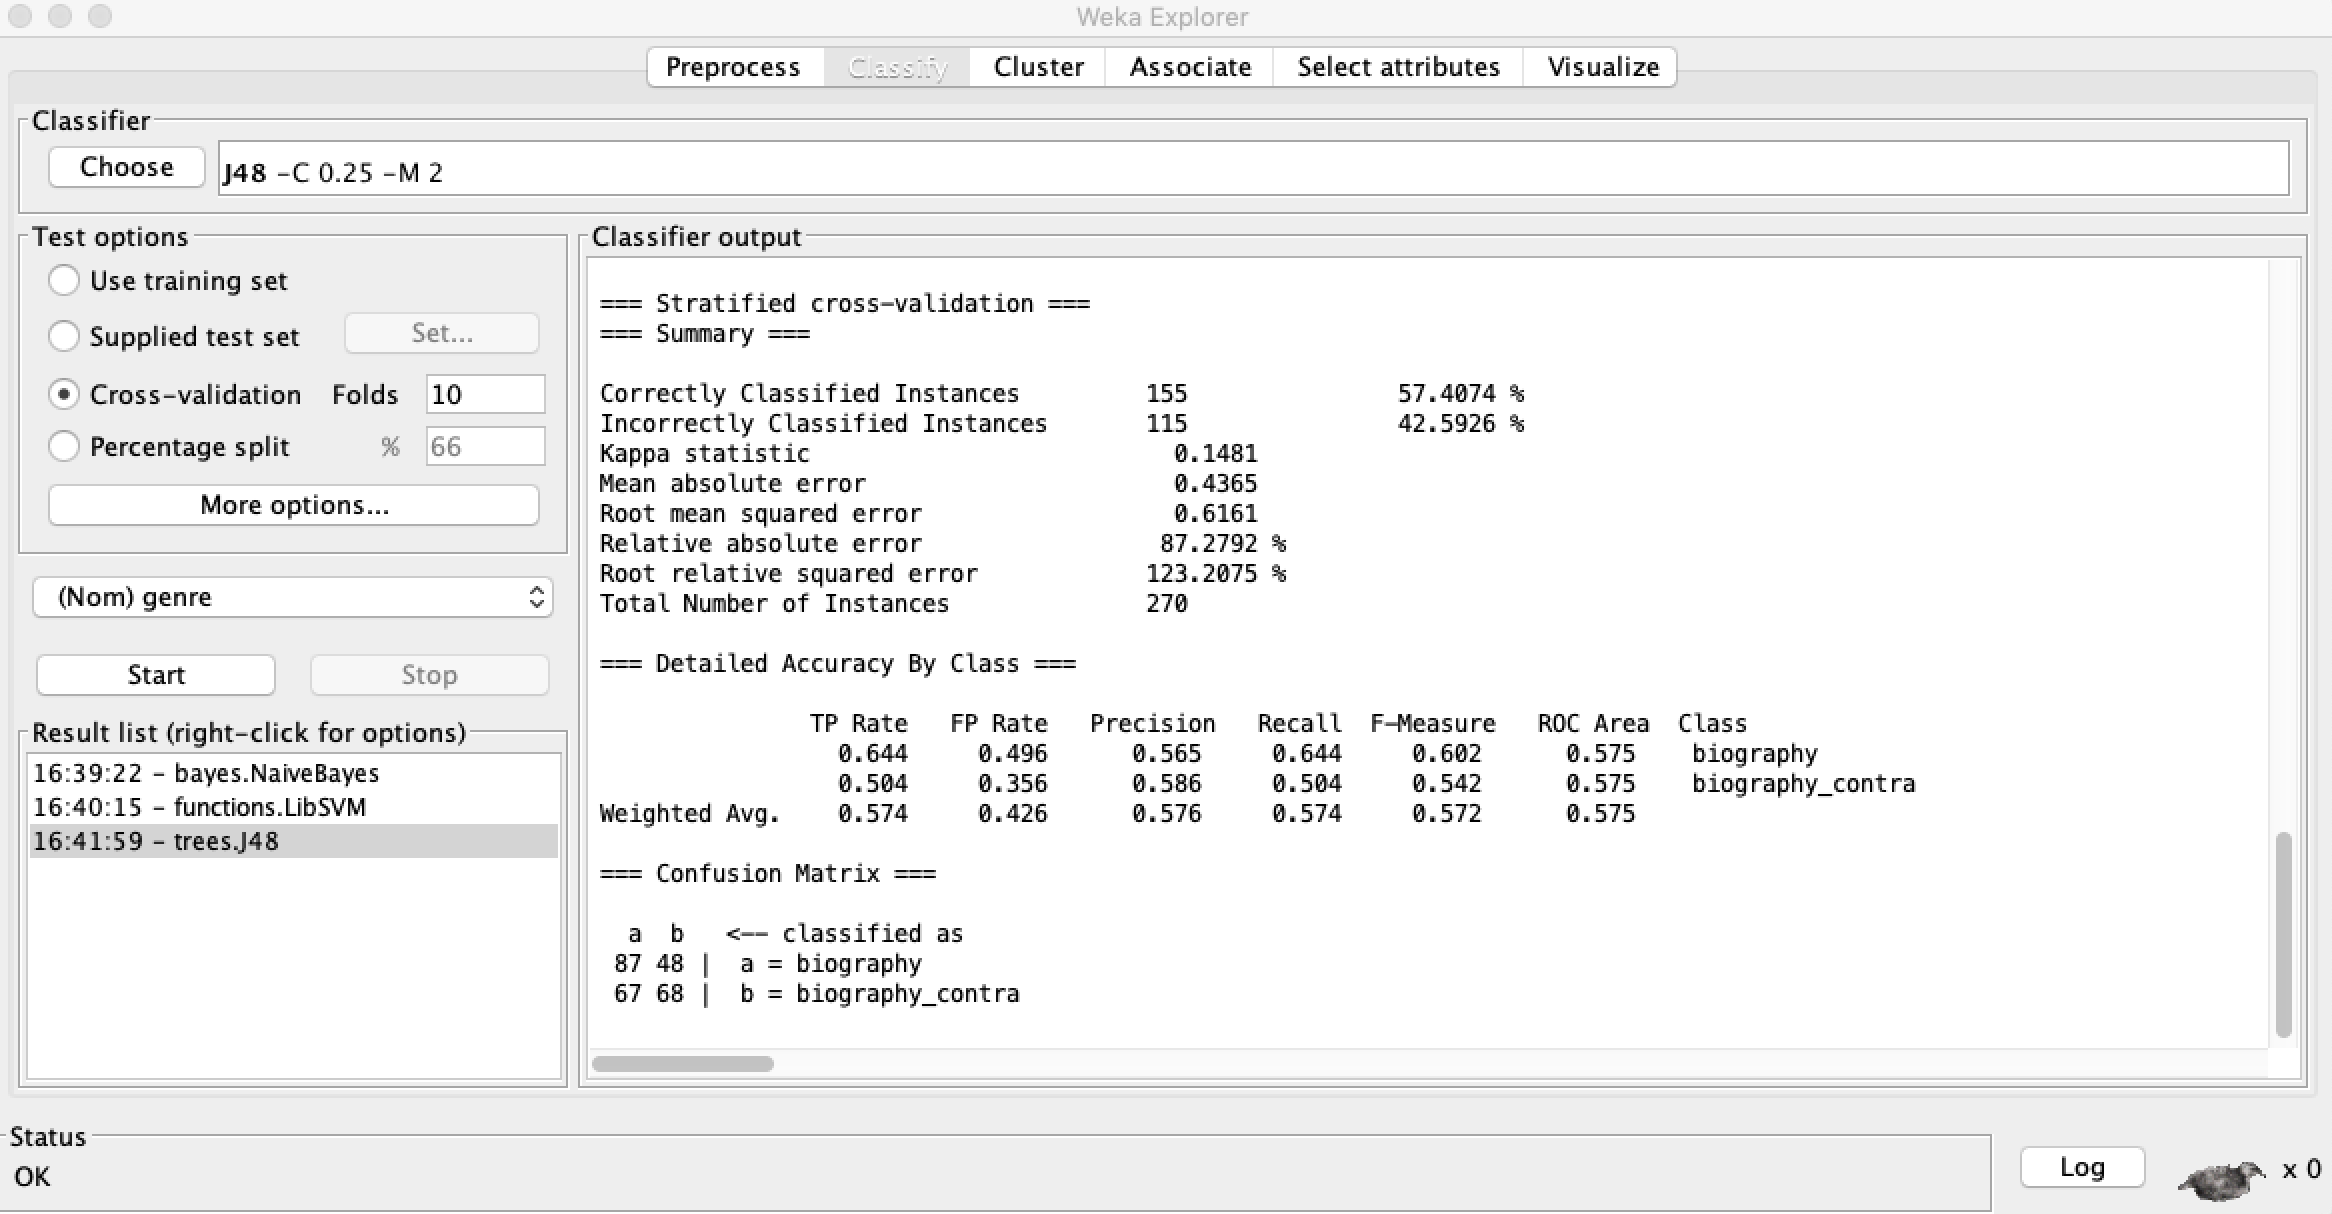 Weka Explorer
Preprocess Classify Cluster Associate Select attributes Visualize
Classifier
Choose J48 -C 0.25 -M 2
Test options
Use training set
Supplied test set Set...
Cross-validation Folds 10
Percentage split % 66
More options...
(Nom) genre
Start Stop
Result list (right-click for options)
16:39:22 - bayes.NaiveBayes
16:40:15 - functions.LibSVM
16:41:59 - trees.J48
Classifier output
=== Stratified cross-validation ===
=== Summary ===
Correctly Classified Instances 155 57.4074 %
Incorrectly Classified Instances 115 42.5926 %
Kappa statistic 0.1481
Mean absolute error 0.4365
Root mean squared error 0.6161
Relative absolute error 87.2792 %
Root relative squared error 123.2075 %
Total Number of Instances 270
=== Detailed Accuracy By Class ===
TP Rate FP Rate Precision Recall F-Measure ROC Area Class
0.644 0.496 0.565 0.644 0.602 0.575 biography
0.504 0.356 0.586 0.504 0.542 0.575 biography_contra
Weighted Avg. 0.574 0.426 0.576 0.574 0.572 0.575
=== Confusion Matrix ===
a b <-- classified as
87 48 | a = biography
67 68 | b = biography_contra
Status
OK
Log x 0